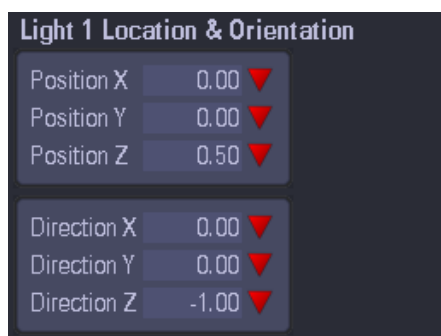 Light 1 Location & Orientation
Position X 0.00
Position Y 0.00
Position Z 0.50
Direction X 0.00
Direction Y 0.00
Direction Z -1.00